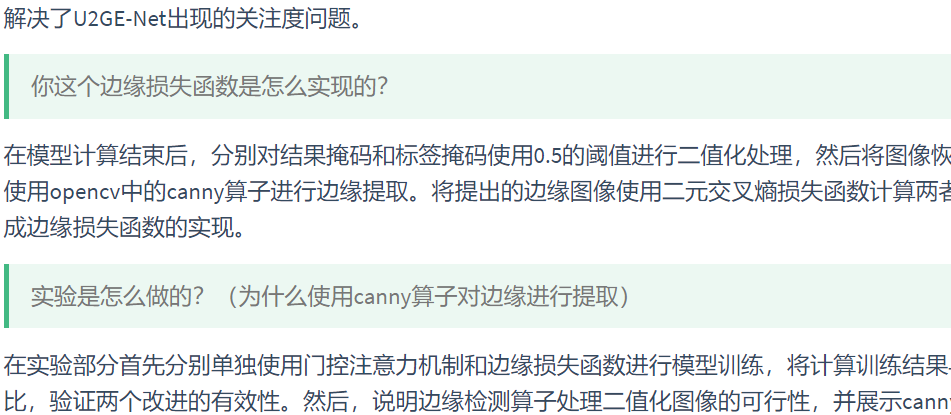 解决了U2GE-Net出现的关注度问题。
你这个边缘损失函数是怎么实现的？
在模型计算结束后，分别对结果掩码和标签掩码使用0.5的阈值进行二值化处理，然后将图像恢
使用opencv中的canny算子进行边缘提取。将提出的边缘图像使用二元交叉熵损失函数计算两者
成边缘损失函数的实现。
实验是怎么做的？（为什么使用canny算子对边缘进行提取）
在实验部分首先分别单独使用门控注意力机制和边缘损失函数进行模型训练，将计算训练结果
比，验证两个改进的有效性。然后，说明边缘检测算子处理二值化图像的可行性，并展示cann